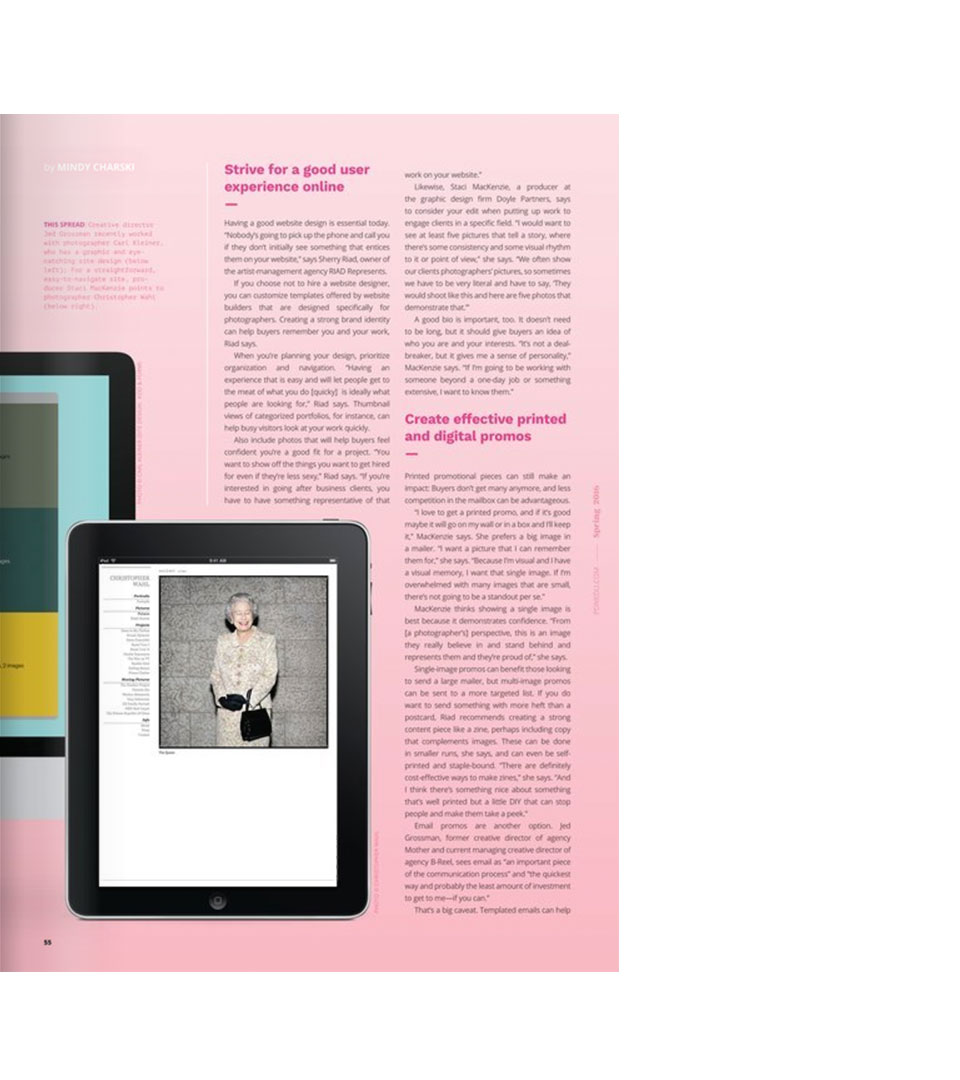 by MINDY CHARSKI
THIS SPREAD Creative director
Jed Grossman recently worked
with photographer Carl Kleiner,
who has a graphic and eye-
catching site design (below
left); For a straightforward,
easy-to-navigate site, pro-
ducer Staci MacKenzie points to
photographer Christopher Wahl
(below right).
Strive for a good user
experience online
Having a good website design is essential today.
“Nobody’s going to pick up the phone and call you
if they don’t initially see something that entices
them on your website,” says Sherry Riad, owner of
the artist-management agency RIAD Represents.
If you choose not to hire a website designer,
you can customize templates offered by website
builders that are designed specifically for
photographers. Creating a strong brand identity
can help buyers remember you and your work,
Riad says.
When you’re planning your design, prioritize
organization and navigation. “Having an
experience that is easy and will let people get to
the meat of what you do [quicky] is ideally what
people are looking for,” Riad says. Thumbnail
views of categorized portfolios, for instance, can
help busy visitors look at your work quickly.
Also include photos that will help buyers feel
confident you’re a good fit for a project. “You
want to show off the things you want to get hired
for even if they’re less sexy,” Riad says. “If you’re
interested in going after business clients, you
have to have something representative of that
work on your website.”
Likewise, Staci MacKenzie, a producer at
the graphic design firm Doyle Partners, says
to consider your edit when putting up work to
engage clients in a specific field. “I would want to
see at least five pictures that tell a story, where
there’s some consistency and some visual rhythm
to it or point of view,” she says. “We often show
our clients photographers’ pictures, so sometimes
we have to be very literal and have to say, ‘They
would shoot like this and here are five photos that
demonstrate that.’”
A good bio is important, too. It doesn’t need
to be long, but it should give buyers an idea of
who you are and your interests. “It’s not a deal-
breaker, but it gives me a sense of personality,”
MacKenzie says. “If I’m going to be working with
someone beyond a one-day job or something
extensive, I want to know them.”
Create effective printed
and digital promos
Printed promotional pieces can still make an
impact: Buyers don’t get many anymore, and less
competition in the mailbox can be advantageous.
“I love to get a printed promo, and if it’s good
maybe it will go on my wall or in a box and I’ll keep
it,” MacKenzie says. She prefers a big image in
a mailer. “I want a picture that I can remember
them for,” she says. “Because I’m visual and I have
a visual memory, I want that single image. If I’m
overwhelmed with many images that are small,
there’s not going to be a standout per se.”
MacKenzie thinks showing a single image is
best because it demonstrates confidence. “From
[a photographer’s] perspective, this is an image
they really believe in and stand behind and
represents them and they’re proud of,” she says.
Single-image promos can benefit those looking
to send a large mailer, but multi-image promos
can be sent to a more targeted list. If you do
want to send something with more heft than a
postcard, Riad recommends creating a strong
content piece like a zine, perhaps including copy
that complements images. These can be done
in smaller runs, she says, and can even be self-
printed and staple-bound. “There are definitely
cost-effective ways to make zines,” she says. “And
I think there’s something nice about something
that’s well printed but a little DIY that can stop
people and make them take a peek.”
Email promos are another option. Jed
Grossman, former creative director of agency
Mother and current managing creative director of
agency B-Reel, sees email as “an important piece
of the communication process” and “the quickest
way and probably the least amount of investment
to get to me—if you can.”
That’s a big caveat. Templated emails can help
Spring 2016
PDNEDU.COM
CHRISTOPHER
WAHL
Portraits
Pictures
Projects
Moving Pictures
Info
The Queen
iPad
9:41 AM
2 images
PHOTO © CHRISTOPHER WAHL
55